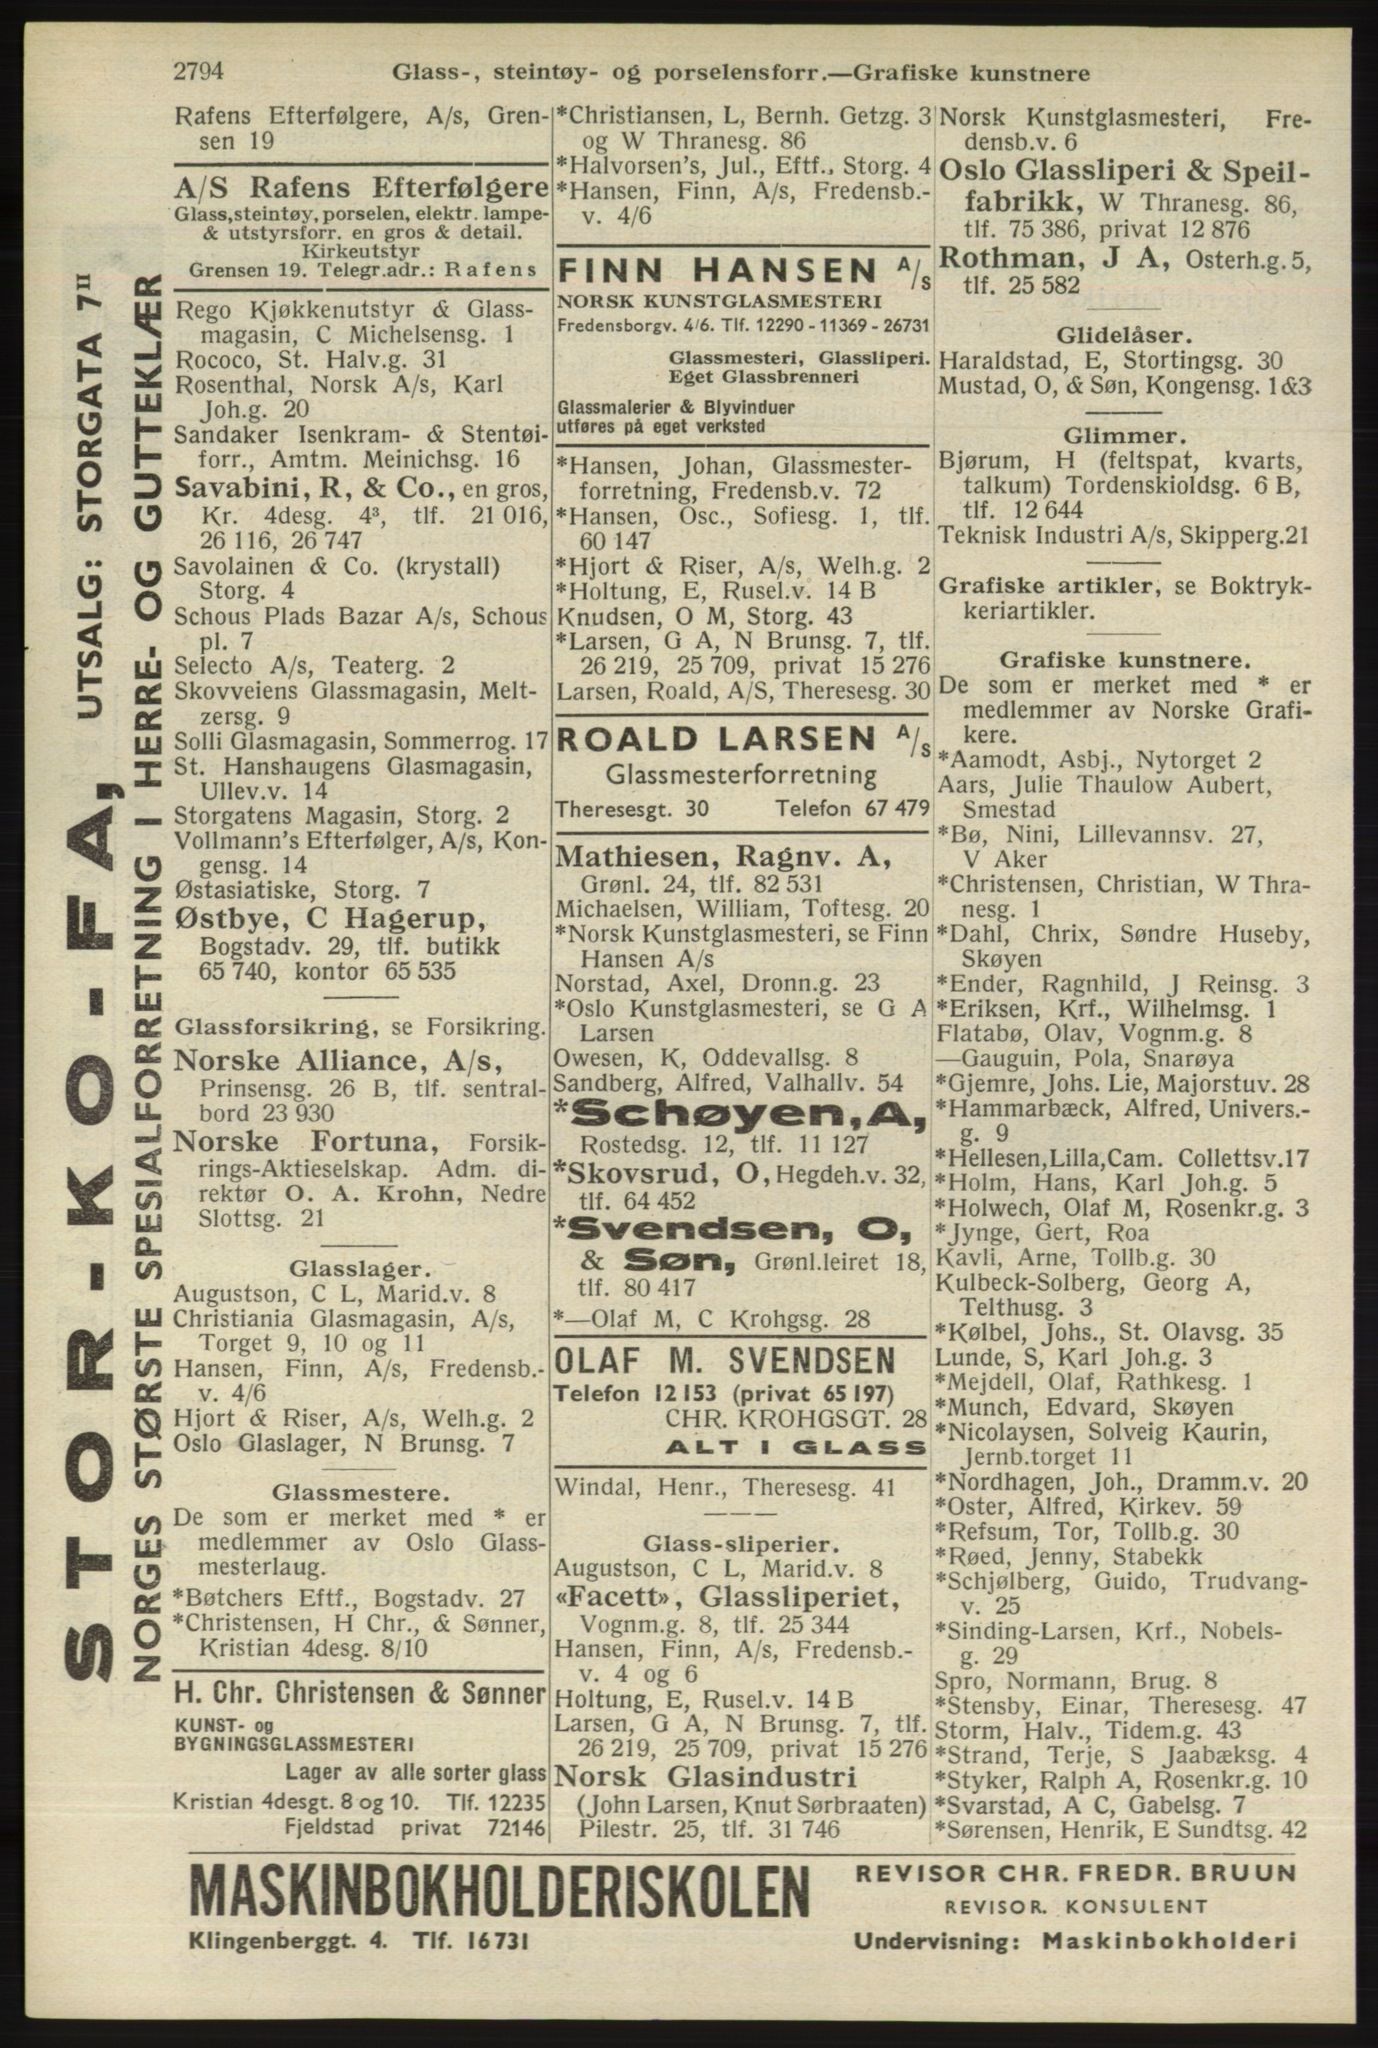 2794 Glass-, steintøy- og porselensforr.—Grafiske kunstnere
STOR-KO-FA, UTSALG: STORGATA 7"
NORGES STØRSTE SPESIALFORRETNING I HERRE- OG GUTTEKLÆR
Rafens Efterfølgere, A/s, Gren-
sen 19
A/S Rafens Efterfølgere
Glass, steintøy, porselen, elektr. lampe-
& utstyrsforr. en gros & detail.
Kirkeutstyr
Grensen 19. Telegr.adr.: Rafens
Rego Kjøkkenutstyr & Glass-
magasin, C Michelsensg. 1
Rococo, St. Halv.g. 31
Rosenthal, Norsk A/s, Karl
Joh.g. 20
Sandaker Isenkram- & Stentøi-
forr., Amtm. Meinichsg. 16
Savabini, R, & Co., en gros,
Kr. 4desg. 4³, tlf. 21 016,
26 116, 26 747
Savolainen & Co. (krystall)
Storg. 4
Schous Plads Bazar A/s, Schous
pl. 7
Selecto A/s, Teaterg. 2
Skovveiens Glassmagasin, Melt-
zersg. 9
Solli Glasmagasin, Sommerrog. 17
St. Hanshaugens Glasmagasin,
Ullev.v. 14
Storgatens Magasin, Storg. 2
Vollmann's Efterfølger, A/s, Kon-
gensg. 14
Østasiatiske, Storg. 7
Østbye, C Hagerup,
Bogstadv. 29, tlf. butikk
65 740, kontor 65 535
Glassforsikring, se Forsikring.
Norske Alliance, A/s,
Prinsensg. 26 B, tlf. sentral-
bord 23 930
Norske Fortuna, Forsik-
rings-Aktieselskap. Adm. di-
rektør O. A. Krohn, Nedre
Slottsg. 21
Glasslager.
Augustson, C L, Marid.v. 8
Christiania Glasmagasin, A/s,
Torget 9, 10 og 11
Hansen, Finn, A/s, Fredensb.-
v. 4/6
Hjort & Riser, A/s, Welh.g. 2
Oslo Glaslager, N Brunsg. 7
Glassmestere.
De som er merket med * er
medlemmer av Oslo Glass-
mesterlaug.
*Bøtchers Eftf., Bogstadv. 27
*Christensen, H Chr., & Sønner,
Kristian 4desg. 8/10
H. Chr. Christensen & Sønner
KUNST- og
BYGNINGSGLASSMESTERI
Lager av alle sorter glass
Kristian 4desgt. 8 og 10. Tlf. 12235
Fjeldstad privat 72146
*Christiansen, L, Bernh. Getzg. 3
og W Thranesg. 86
*Halvorsen's, Jul., Eftf., Storg. 4
*Hansen, Finn, A/s, Fredensb.-
v. 4/6
FINN HANSEN A/s
NORSK KUNSTGLASMESTERI
Fredensborgv. 4/6. Tlf. 12290 - 11369 - 26731
Glassmesteri, Glassliperi.
Eget Glassbrenneri
Glassmalerier & Blyvinduer
utføres på eget verksted
*Hansen, Johan, Glassmester-
forretning, Fredensb.v. 72
*Hansen, Osc., Sofiesg. 1, tlf.
60 147
*Hjort & Riser, A/s, Welh.g. 2
*Holtung, E, Rusel.v. 14 B
Knudsen, O M, Storg. 43
*Larsen, G A, N Brunsg. 7, tlf.
26 219, 25 709, privat 15 276
Larsen, Roald, A/S, Theresesg. 30
ROALD LARSEN A/s
Glassmesterforretning
Theresesgt. 30 Telefon 67 479
Mathiesen, Ragnv. A,
Grønl. 24, tlf. 82 531
Michaelsen, William, Toftesg. 20
*Norsk Kunstglasmesteri, se Finn
Hansen A/s
Norstad, Axel, Dronn.g. 23
*Oslo Kunstglasmesteri, se G A
Larsen
Owesen, K, Oddevallsg. 8
Sandberg, Alfred, Valhallv. 54
*Schøyen, A,
Rostedsg. 12, tlf. 11 127
*Skovsrud, O, Hegdeh.v. 32,
tlf. 64 452
*Svendsen, O,
& Søn, Grønl.leiret 18,
tlf. 80 417
*—Olaf M, C Krohgsg. 28
OLAF M. SVENDSEN
Telefon 12 153 (privat 65 197)
CHR. KROHGSGT. 28
ALT I GLASS
Windal, Henr., Theresesg. 41
Glass-sliperier.
Augustson, C L, Marid.v. 8
«Facett», Glassliperiet,
Vognm.g. 8, tlf. 25 344
Hansen, Finn, A/s, Fredensb.-
v. 4 og 6
Holtung, E, Rusel.v. 14 B
Larsen, G A, N Brunsg. 7, tlf.
26 219, 25 709, privat 15 276
Norsk Glasindustri
(John Larsen, Knut Sørbraaten)
Pilestr. 25, tlf. 31 746
Norsk Kunstglasmesteri, Fre-
densb.v. 6
Oslo Glassliperi & Speil-
fabrikk, W Thranesg. 86,
tlf. 75 386, privat 12 876
Rothman, J A, Osterh.g. 5,
tlf. 25 582
Glidelåser.
Haraldstad, E, Stortingsg. 30
Mustad, O, & Søn, Kongensg. 1&3
Glimmer.
Bjørum, H (feltspat, kvarts,
talkum) Tordenskioldsg. 6 B,
tlf. 12 644
Teknisk Industri A/s, Skipperg.21
Grafiske artikler, se Boktryk-
keriartikler.
Grafiske kunstnere.
De som er merket med * er
medlemmer av Norske Grafi-
kere.
*Aamodt, Asbj., Nytorget 2
Aars, Julie Thaulow Aubert,
Smestad
*Bø, Nini, Lillevannsv. 27,
V Aker
*Christensen, Christian, W Thra-
nesg. 1
*Dahl, Chrix, Søndre Huseby,
Skøyen
*Ender, Ragnhild, J Reinsg. 3
*Eriksen, Krf., Wilhelmsg. 1
Flatabø, Olav, Vognm.g. 8
—Gauguin, Pola, Snarøya
*Gjemre, Johs. Lie, Majorstuv. 28
*Hammarbæck, Alfred, Univers.-
g. 9
*Hellesen, Lilla, Cam. Collettsv.17
*Holm, Hans, Karl Joh.g. 5
*Holwech, Olaf M, Rosenkr.g. 3
*Jynge, Gert, Roa
Kavli, Arne, Tollb.g. 30
Kulbeck-Solberg, Georg A,
Telthusg. 3
*Kølbel, Johs., St. Olavsg. 35
Lunde, S, Karl Joh.g. 3
*Mejdell, Olaf, Rathkesg. 1
*Munch, Edvard, Skøyen
*Nicolaysen, Solveig Kaurin,
Jernb.torget 11
*Nordhagen, Joh., Dramm.v. 20
*Oster, Alfred, Kirkev. 59
*Refsum, Tor, Tollb.g. 30
*Røed, Jenny, Stabekk
*Schjølberg, Guido, Trudvang-
v. 25
*Sinding-Larsen, Krf., Nobels-
g. 29
Spro, Normann, Brug. 8
*Stensby, Einar, Theresesg. 47
Storm, Halv., Tidem.g. 43
*Strand, Terje, S Jaabæksg. 4
*Styker, Ralph A, Rosenkr.g. 10
*Svarstad, A C, Gabelsg. 7
*Sørensen, Henrik, E Sundtsg. 42
MASKINBOKHOLDERISKOLEN
Klingenberggt. 4. Tlf. 16731
REVISOR CHR. FREDR. BRUUN
REVISOR. KONSULENT
Undervisning: Maskinbokholderi